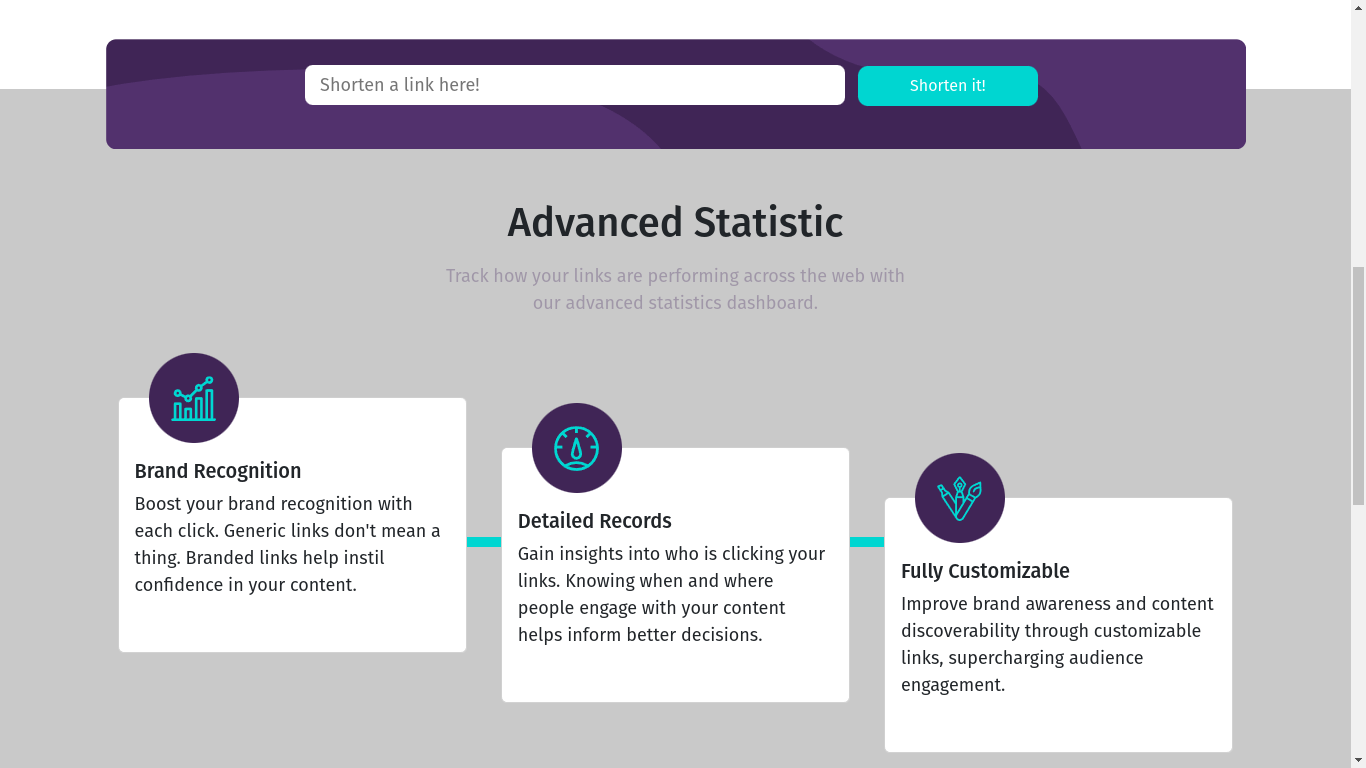 Shorten a link here!
Shorten it!
Advanced Statistic
Track how your links are performing across the web with
our advanced statistics dashboard.
Brand Recognition
Boost your brand recognition with
each click. Generic links don't mean a
thing. Branded links help instil
confidence in your content.
Detailed Records
Gain insights into who is clicking your
links. Knowing when and where
people engage with your content
helps inform better decisions.
Fully Customizable
Improve brand awareness and content
discoverability through customizable
links, supercharging audience
engagement.